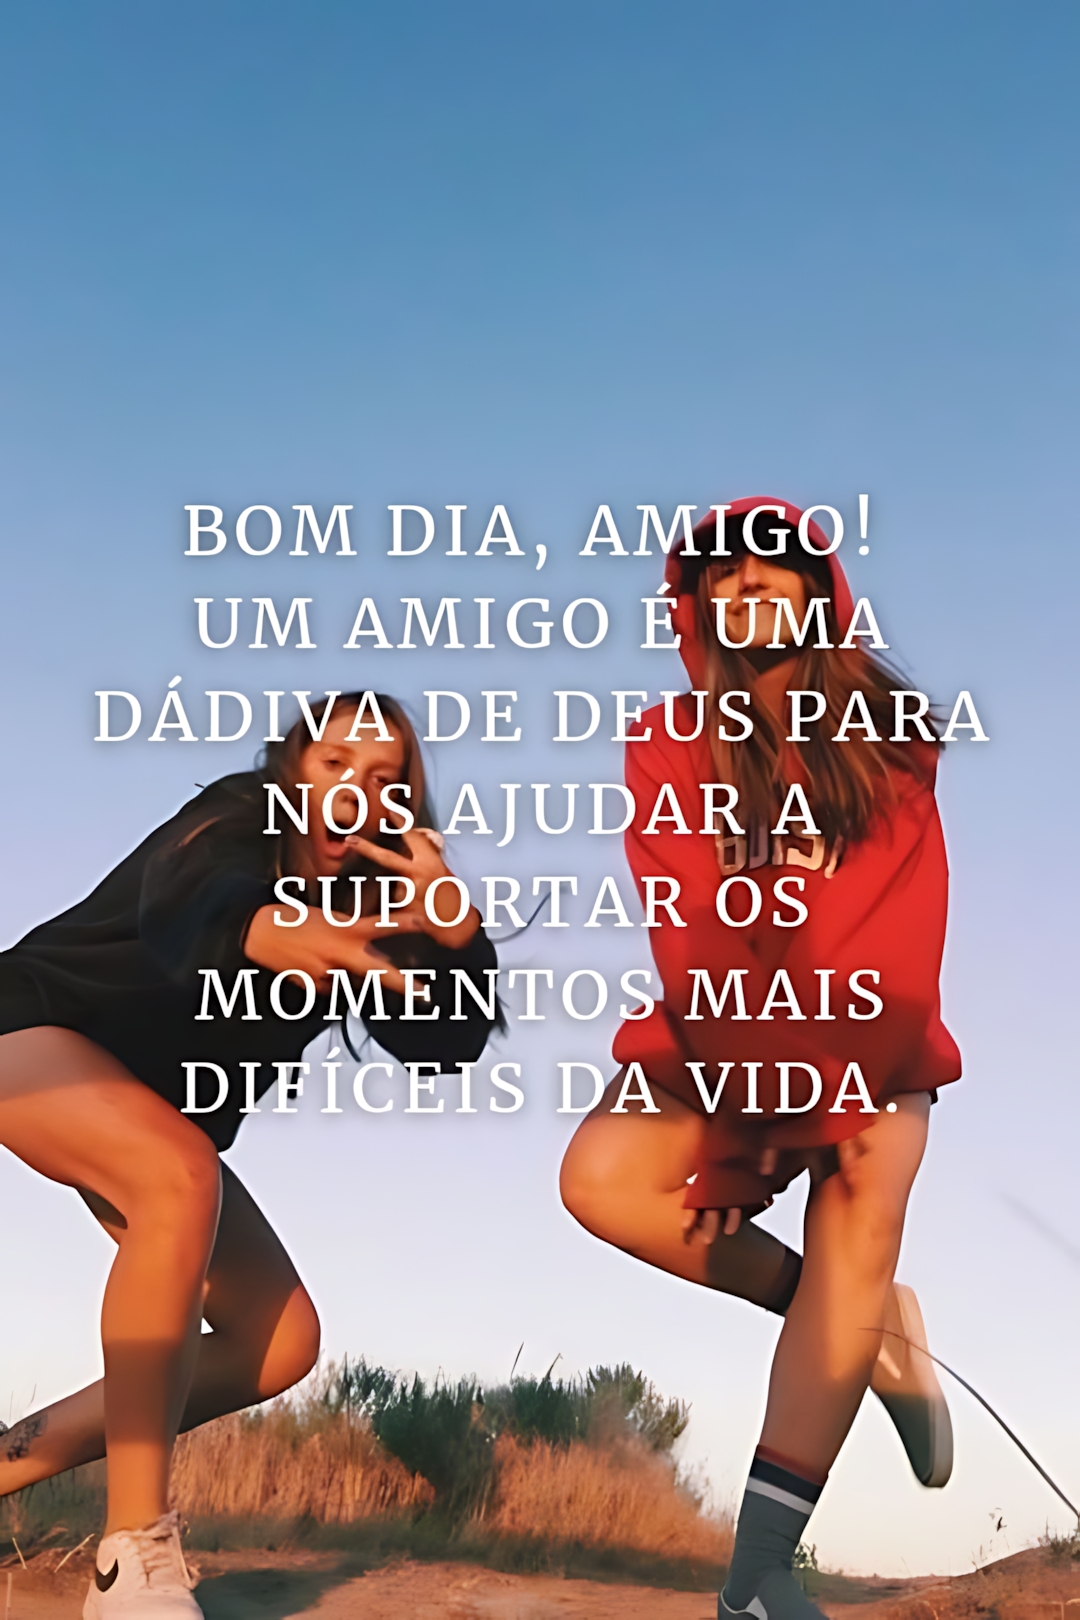 BOM DIA, AMIGO!
UM AMIGO É UMA
DÁDIVA DE DEUS PARA
NÓS AJUDAR A
SUPORTAR OS
MOMENTOS MAIS
DIFÍCEIS DA VIDA.